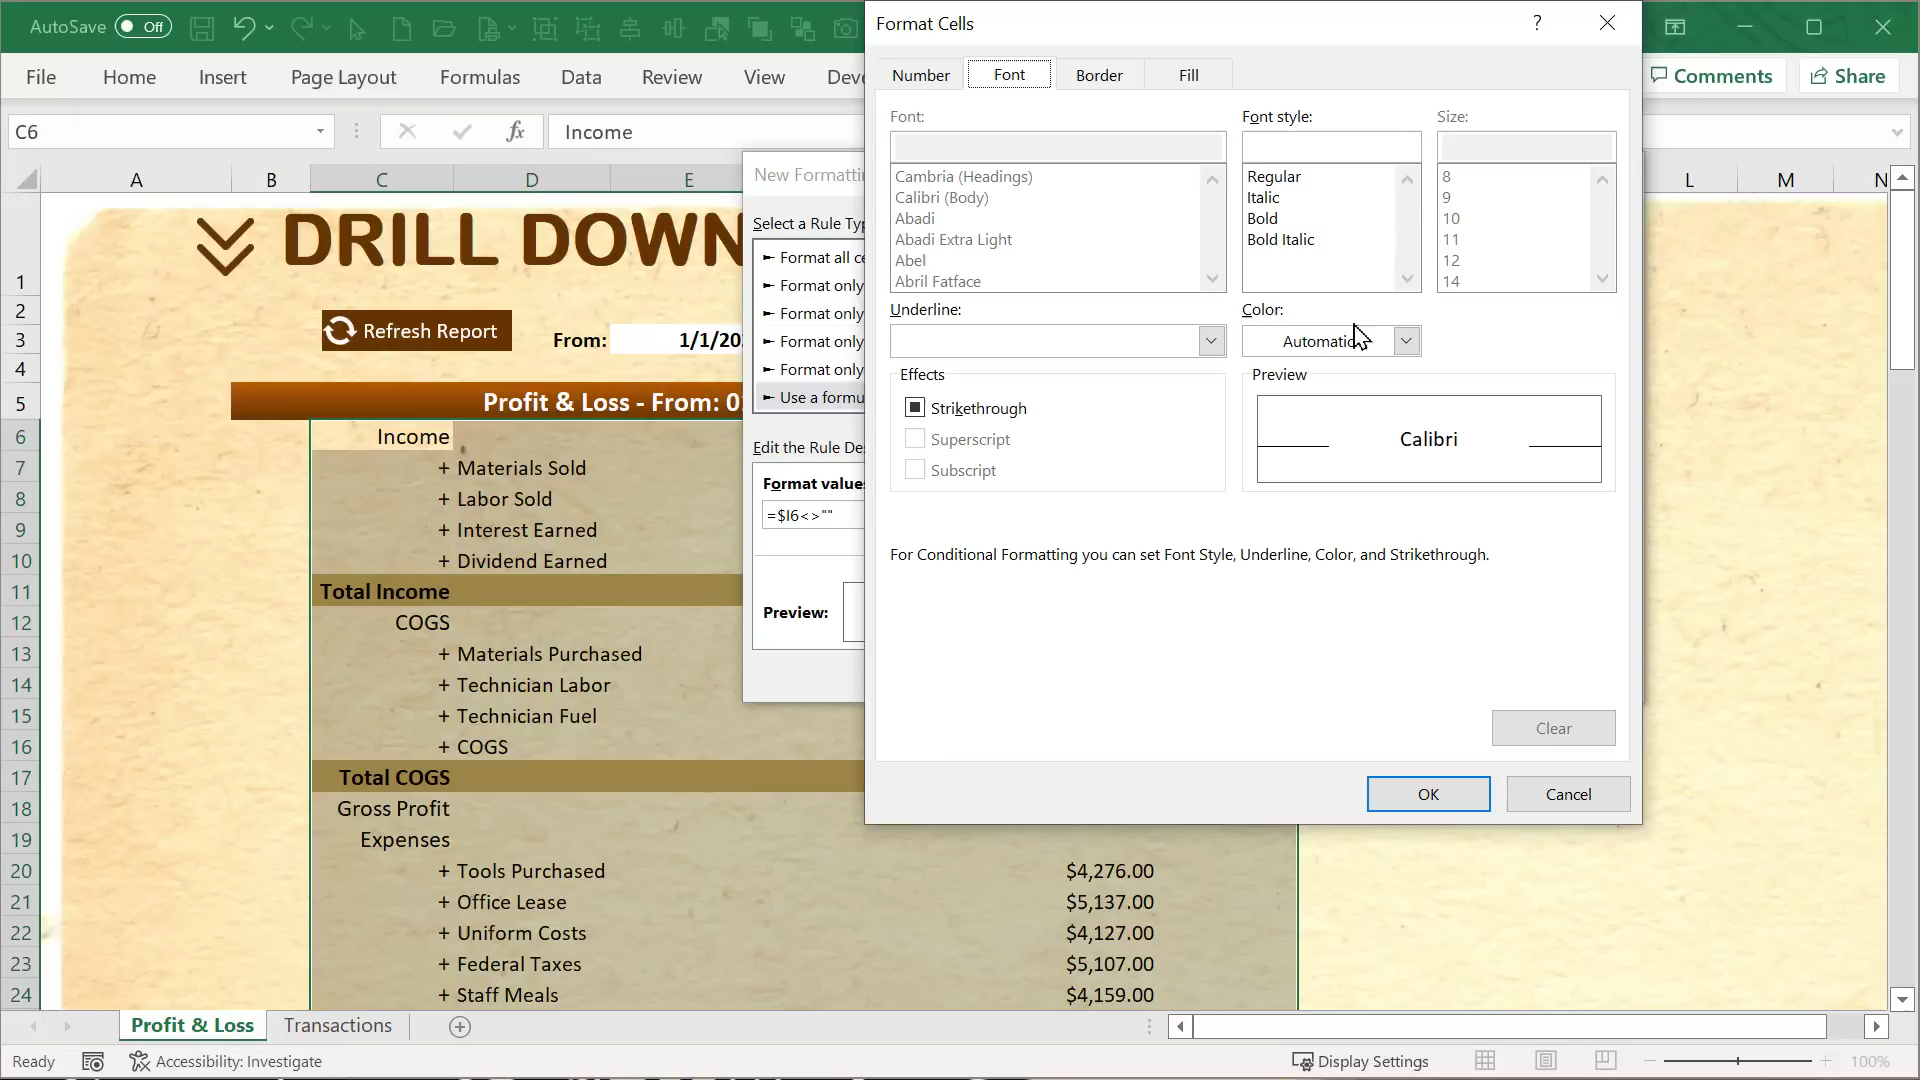 AutoSave Off
File Home Insert Page Layout Formulas Data Review View Deve
Comments Share
C6 fx Income
A B C D E L M N
DRILL DOWN
Refresh Report From: 1/1/20
Profit & Loss - From: 0
1
2
3
4
5
6 Income
7 + Materials Sold
8 + Labor Sold
9 + Interest Earned
10 + Dividend Earned
11 Total Income
12 COGS
13 + Materials Purchased
14 + Technician Labor
15 + Technician Fuel
16 + COGS
17 Total COGS
18 Gross Profit
19 Expenses
20 + Tools Purchased $4,276.00
21 + Office Lease $5,137.00
22 + Uniform Costs $4,127.00
23 + Federal Taxes $5,107.00
24 + Staff Meals $4,159.00
New Formattin
Select a Rule Typ
► Format all ce
► Format only
► Format only
► Format only
► Format only
► Use a formu
Edit the Rule Des
Format values
=$I6<>""
Preview:
Format Cells ?
Number Font Border Fill
Font: Font style: Size:
Cambria (Headings) Regular 8
Calibri (Body) Italic 9
Abadi Bold 10
Abadi Extra Light Bold Italic 11
Abel 12
Abril Fatface 14
Underline: Color:
Automatic
Effects Preview
Strikethrough
Superscript
Subscript
Calibri
For Conditional Formatting you can set Font Style, Underline, Color, and Strikethrough.
Clear
OK Cancel
Profit & Loss Transactions
Ready Accessibility: Investigate Display Settings 100%